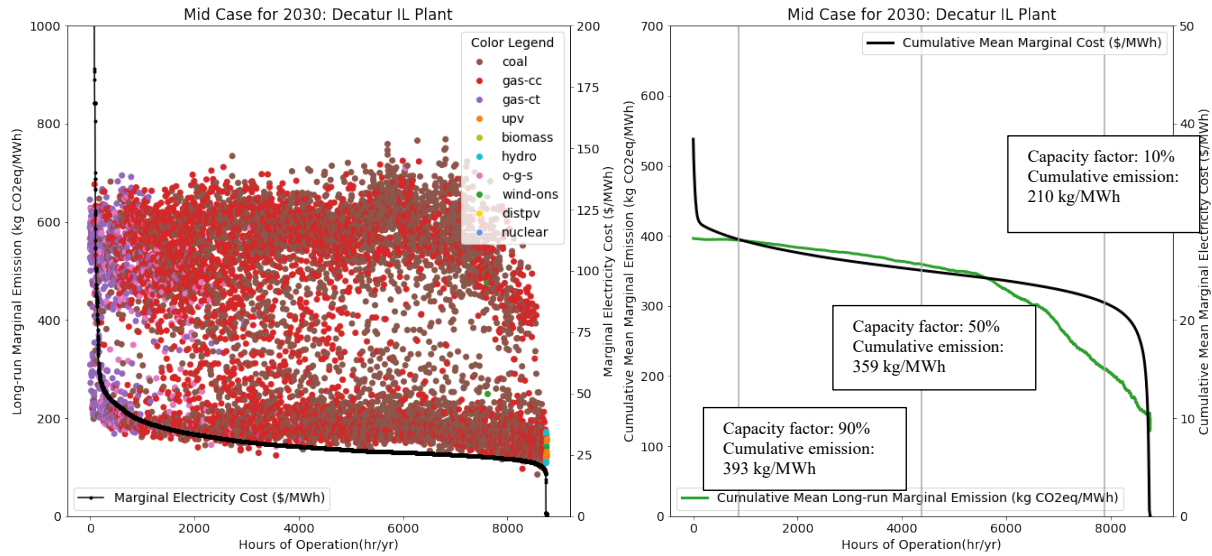 Mid Case for 2030: Decatur IL Plant
1000
800
600
400
200
0
Long-run Marginal Emission (kg CO2eq/MWh)
0
2000
4000
6000
8000
Hours of Operation(hr/yr)
200
175
150
125
100
75
50
25
0
Marginal Electricity Cost ($/MWh)
Color Legend
coal
gas-cc
gas-ct
upv
biomass
hydro
o-g-s
wind-ons
distpv
nuclear
Marginal Electricity Cost ($/MWh)
Mid Case for 2030: Decatur IL Plant
700
600
500
400
300
200
100
0
Cumulative Mean Marginal Emission (kg CO2eq/MWh)
0
2000
4000
6000
8000
Hours of Operation(hr/yr)
50
40
30
20
10
0
Cumulative Mean Marginal Electricity Cost ($/MWh)
Cumulative Mean Marginal Cost ($/MWh)
Capacity factor: 10%
Cumulative emission:
210 kg/MWh
Capacity factor: 50%
Cumulative emission:
359 kg/MWh
Capacity factor: 90%
Cumulative emission:
393 kg/MWh
Cumulative Mean Long-run Marginal Emission (kg CO2eq/MWh)